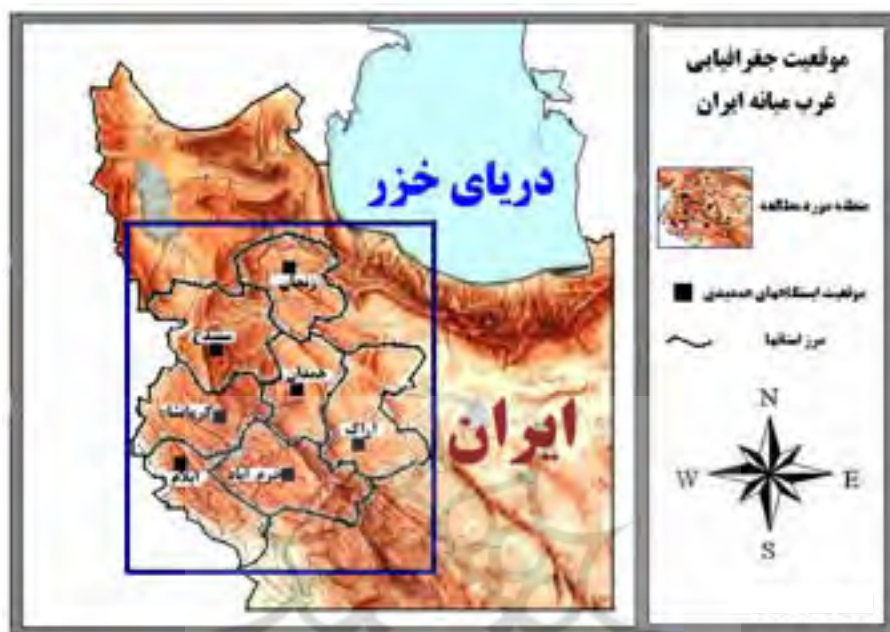 موقعیت جغرافیایی
غرب میانه ایران
منطقه مورد مطالعه
موقعیت ایستگاههای همدیدی
مرز استانها
N
W
E
S
دریای خزر
ایران
زنجان
سنندج
همدان
کرمانشاه
اراک
ایلام
خرم آباد